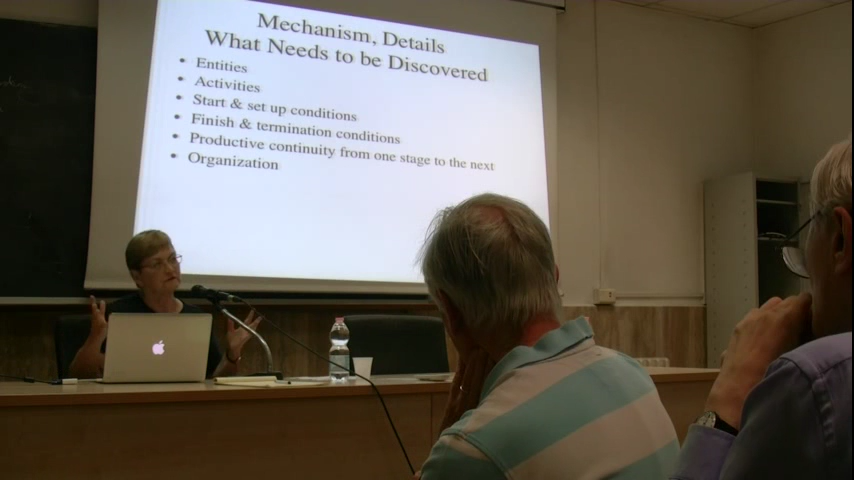 Mechanism, Details
What Needs to be Discovered
• Entities
• Activities
• Start & set up conditions
• Finish & termination conditions
• Productive continuity from one stage to the next
• Organization